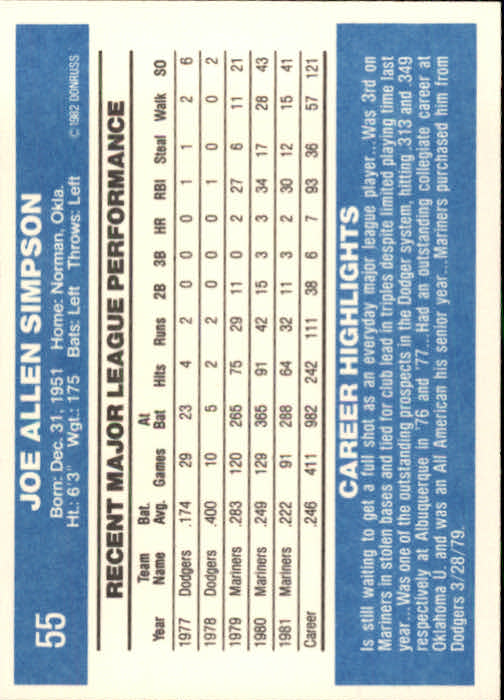 55
JOE ALLEN SIMPSON
Born: Dec. 31, 1951 Home: Norman, Okla.
Ht.: 6'3" Wgt.: 175 Bats: Left Throws: Left
©1982 DONRUSS
RECENT MAJOR LEAGUE PERFORMANCE
Year Team Name Bat. Avg. Games At Bat Hits Runs 2B 3B HR RBI Steal Walk SO
1977 Dodgers .174 29 23 4 2 0 0 0 1 1 2 6
1978 Dodgers .400 10 5 2 2 0 0 0 1 0 0 2
1979 Mariners .283 120 265 75 29 11 0 2 27 6 11 21
1980 Mariners .249 129 365 91 42 15 3 3 34 17 28 43
1981 Mariners .222 91 288 64 32 11 3 2 30 12 15 41
Career .246 411 982 242 111 38 6 7 93 36 57 121
CAREER HIGHLIGHTS
Is still waiting to get a full shot as an everyday major league player...Was 3rd on
Mariners in stolen bases and tied for club lead in triples despite limited playing time last
year...Was one of the outstanding prospects in the Dodger system, hitting .313 and .349
respectively at Albuquerque in '76 and '77...Had an outstanding collegiate career at
Oklahoma U. and was an All American his senior year...Mariners purchased him from
Dodgers 3/28/79.